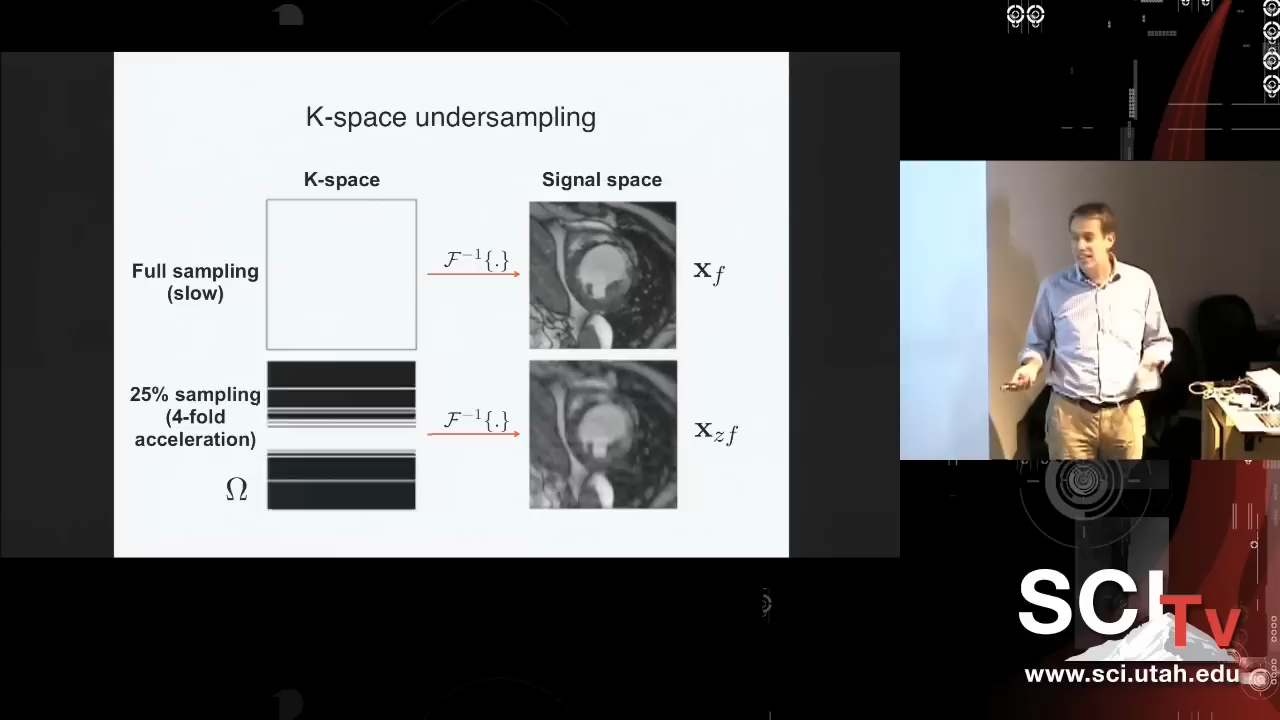 K-space undersampling
K-space
Signal space
Full sampling
(slow)
𝓕⁻¹{.}
𝐱_f
25% sampling
(4-fold
acceleration)
𝓕⁻¹{.}
𝐱_zf
Ω
SCI
Tv
www.sci.utah.edu